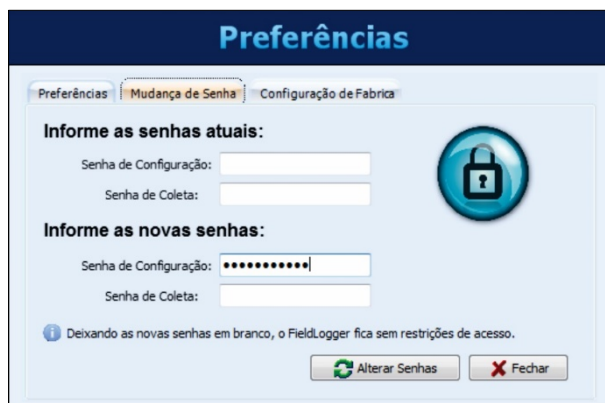 Preferências
Preferências Mudança de Senha Configuração de Fabrica
Informe as senhas atuais:
Senha de Configuração:
Senha de Coleta:
Informe as novas senhas:
Senha de Configuração: •••••••••••
Senha de Coleta:
Deixando as novas senhas em branco, o FieldLogger fica sem restrições de acesso.
Alterar Senhas Fechar